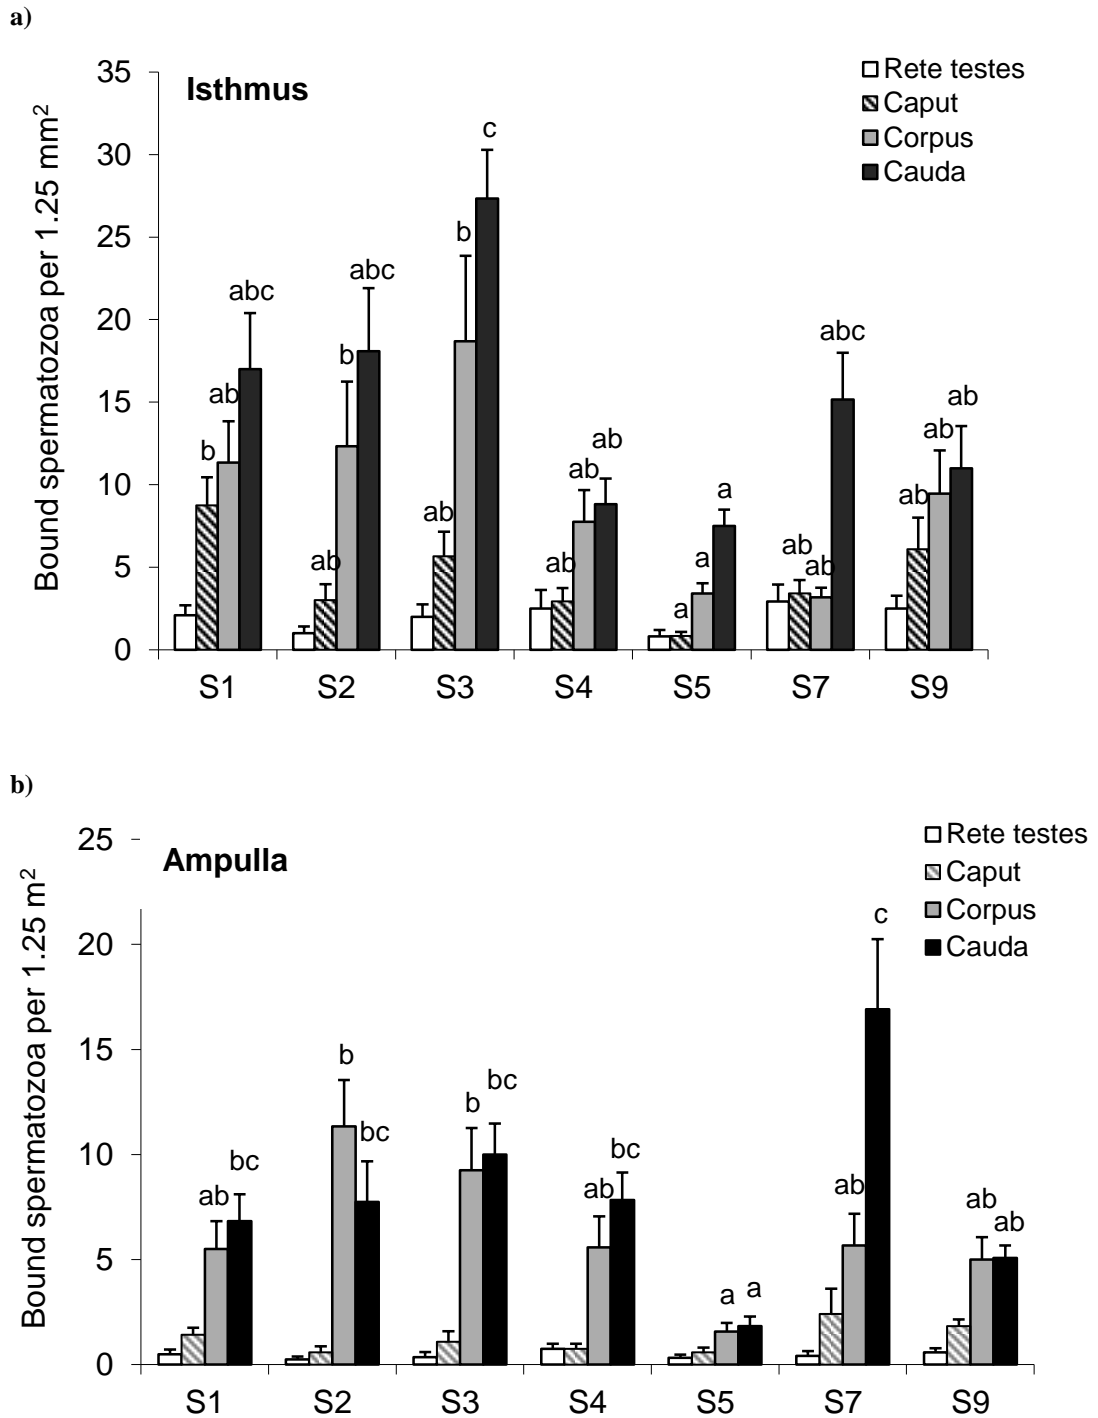 a)
Isthmus
Rete testes
Caput
Corpus
Cauda
Bound spermatozoa per 1.25 mm²
35
30
25
20
15
10
5
0
b ab abc
ab b abc
ab b c
ab ab ab
a a a
ab ab abc
ab ab ab
S1 S2 S3 S4 S5 S7 S9
b)
Ampulla
Rete testes
Caput
Corpus
Cauda
Bound spermatozoa per 1.25 m²
25
20
15
10
5
0
ab bc
b bc
b bc
ab bc
a a
ab c
ab ab
S1 S2 S3 S4 S5 S7 S9